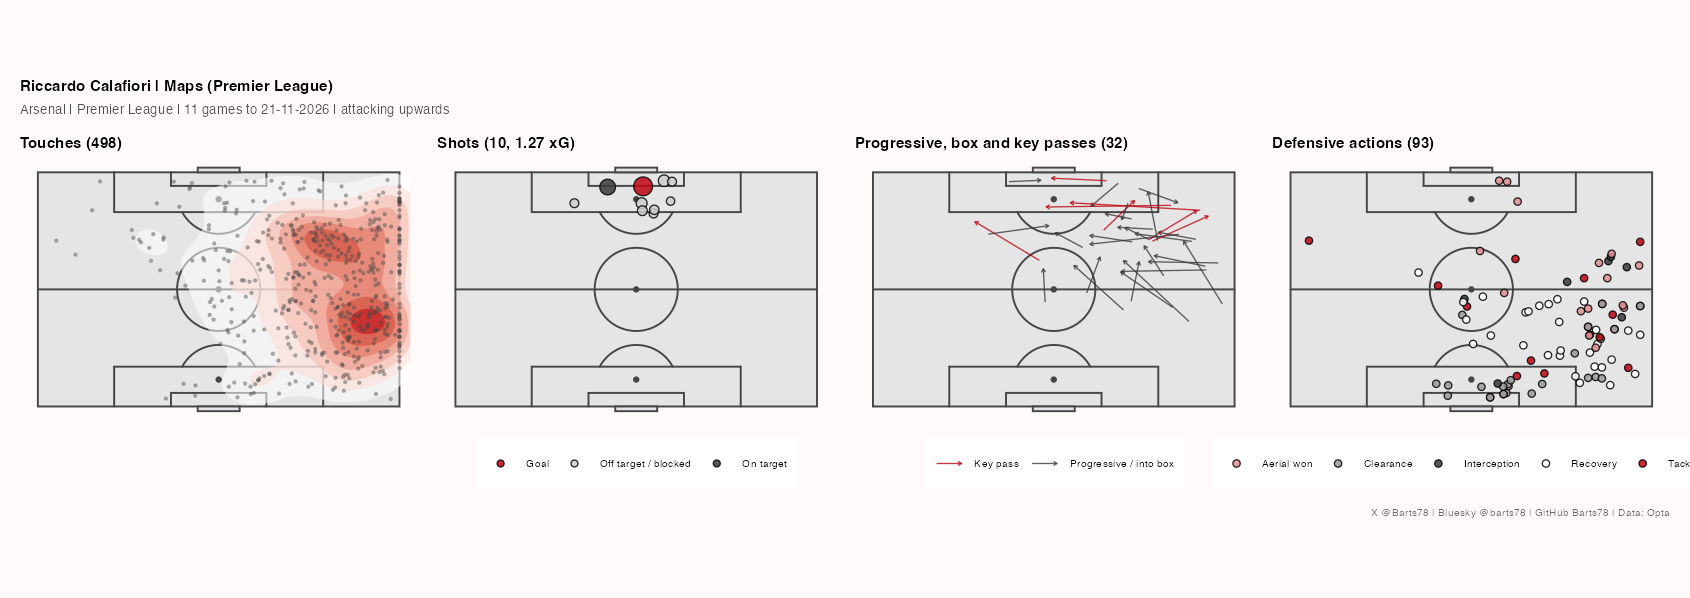 Riccardo Calafiori | Maps (Premier League)
Arsenal | Premier League | 11 games to 21-11-2026 | attacking upwards
Touches (498)
Shots (10, 1.27 xG)
Progressive, box and key passes (32)
Defensive actions (93)
Goal
Off target / blocked
On target
Key pass
Progressive / into box
Aerial won
Clearance
Interception
Recovery
Tack
X @Barts78 | Bluesky @barts78 | GitHub Barts78 | Data: Opta